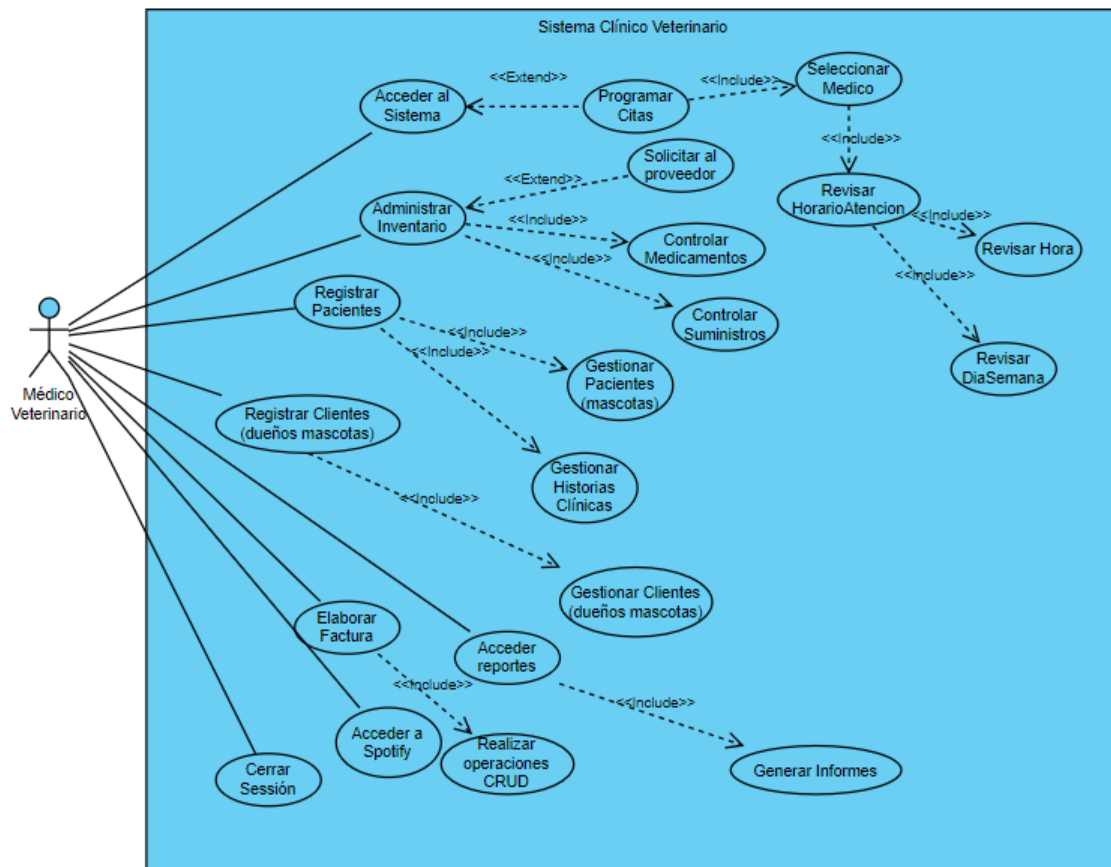 Sistema Clínico Veterinario
<<Extend>>
<<Include>>
Seleccionar
Medico
Acceder al
Sistema
Programar
Citas
<<Include>>
Solicitar al
proveedor
<<Extend>>
Revisar
HorarioAtencion
Administrar
Inventario
<<Include>>
<<Include>>
Controlar
Medicamentos
Revisar Hora
<<Include>>
<<Include>>
Registrar
Pacientes
Controlar
Suministros
<<Include>>
<<Include>>
Revisar
DiaSemana
Gestionar
Pacientes
(mascotas)
Médico
Veterinario
Registrar Clientes
(dueños mascotas)
Gestionar
Historias
Clínicas
<<Include>>
Gestionar Clientes
(dueños mascotas)
Elaborar
Factura
Acceder
reportes
<<Include>>
<<Include>>
Acceder a
Spotify
Realizar
operaciones
CRUD
Generar Informes
Cerrar
Sessión